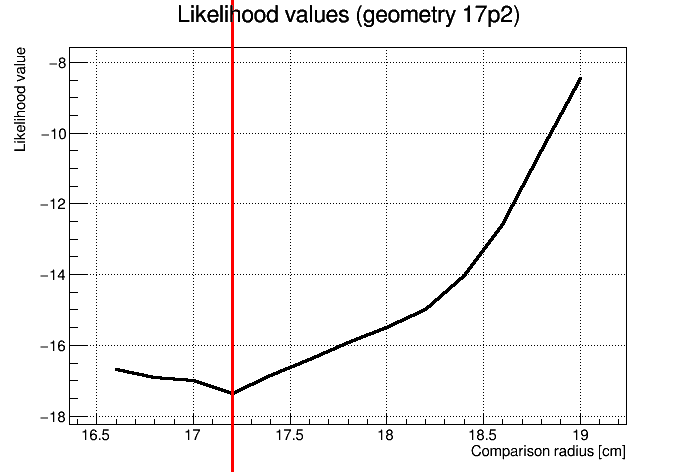 Likelihood values (geometry 17p2)
Likelihood value
−8
−10
−12
−14
−16
−18
16.5 17 17.5 18 18.5 19
Comparison radius [cm]